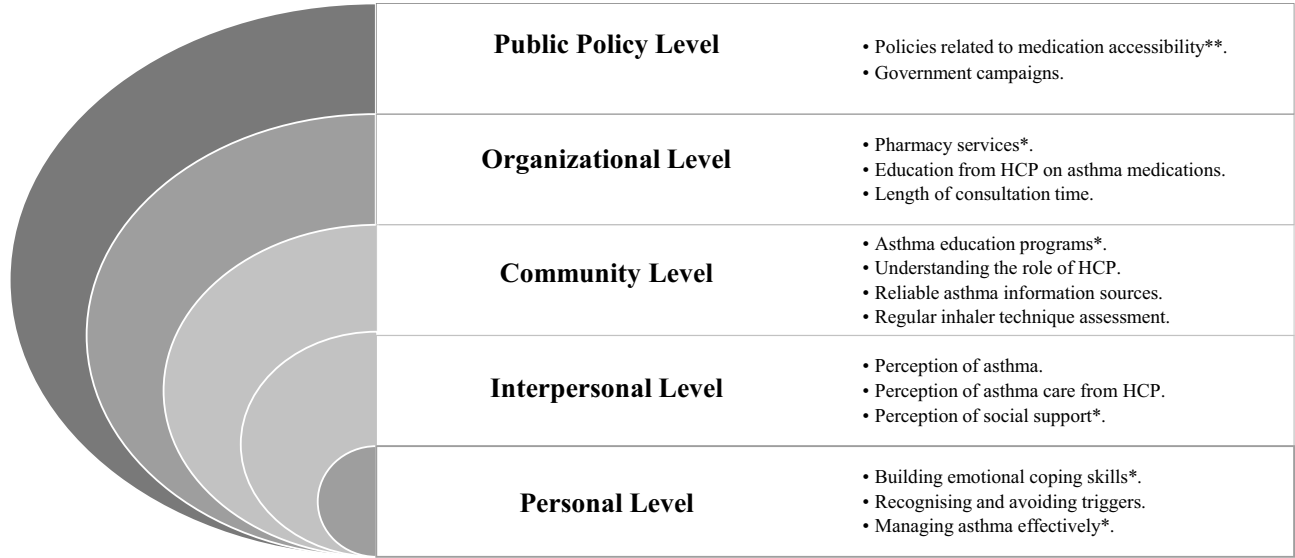 Public Policy Level
• Policies related to medication accessibility**.
• Government campaigns.
Organizational Level
• Pharmacy services*.
• Education from HCP on asthma medications.
• Length of consultation time.
Community Level
• Asthma education programs*.
• Understanding the role of HCP.
• Reliable asthma information sources.
• Regular inhaler technique assessment.
Interpersonal Level
• Perception of asthma.
• Perception of asthma care from HCP.
• Perception of social support*.
Personal Level
• Building emotional coping skills*.
• Recognising and avoiding triggers.
• Managing asthma effectively*.